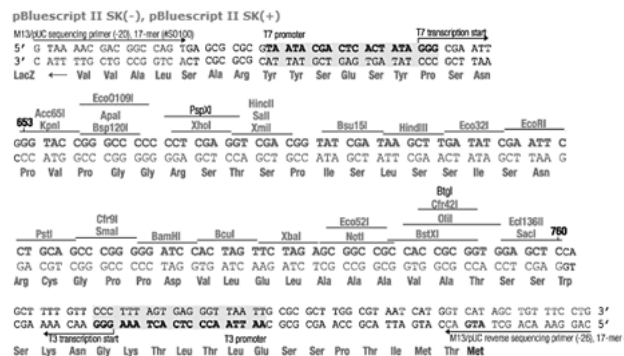 pBluescript II SK(-), pBluescript II SK(+)
M13/pUC sequencing primer (-20), 17-mer (#SO100) T7 promoter T7 transcription start
5' G TAA AAC GAC GGC CAG TGA GCG CGC GTA ATA CGA CTC ACT ATA GGG CGA ATT
3' C ATT TTG CTG CCG GTC ACT CGC GCG CAT TAT GCT GAG TGA TAT CCC GCT TAA
LacZ ← Val Val Ala Leu Ser Arg Ala Arg Tyr Tyr Ser Glu Ser Tyr Pro Ser Asn
EcoO109I HincII
Acc65I ApaI PspXI SalI
653 KpnI Bsp120I XhoI XmiI Bsu15I HindIII Eco32I EcoRI
GGG TAC CGG GCC CCC CCT CGA GGT CGA CGG TAT CGA TAA GCT TGA TAT CGA ATT C
CCC ATG GCC CGG GGG GGA GCT CCA GCT GCC ATA GCT ATT CGA ACT ATA GCT TAA G
Pro Val Pro Gly Gly Arg Ser Thr Ser Pro Ile Ser Leu Ser Ser Ile Ser Asn
BtgI
Cfr9I Eco52I Cfr42I Ecl136II
PstI SmaI BamHI BcuI XbaI NotI OliI BstXI SacI 760
CT GCA GCC CGG GGG ATC CAC TAG TTC TAG AGC GGC CGC CAC CGC GGT GGA GCT CCA
GA CGT CGG GCC CCC TAG GTG ATC AAG ATC TCG CCG GCG GTG GCG CCA CCT CGA GGT
Arg Cys Gly Pro Pro Asp Val Leu Glu Leu Ala Ala Ala Val Ala Thr Ser Ser Trp
GCT TTT GTT CCC TTT AGT GAG GGT TAA TTG CGC GCT TGG CGT AAT CAT GGT CAT AGC TGT TTC CTG 3'
CGA AAA CAA GGG AAA TCA CTC CCA ATT AAC GCG CGA ACC GCA TTA GTA CCA GTA TCG ACA AAG GAC 5'
T3 transcription start T3 promoter M13/pUC reverse sequencing primer (-26), 17-mer
Ser Lys Asn Gly Lys Thr Leu Thr Leu Glu Ser Ser Pro Thr Ile Met Thr Met